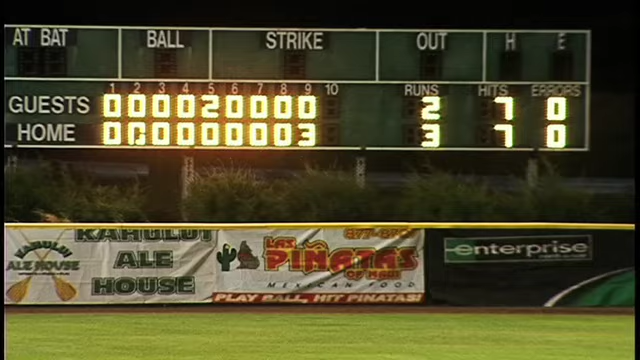 AT BAT BALL STRIKE OUT H E
1 2 3 4 5 6 7 8 9 10 RUNS HITS ERRORS
GUESTS 0 0 0 0 2 0 0 0 0 2 7 0
HOME 0 0 0 0 0 0 0 0 3 3 7 0
KAHULUI
ALE HOUSE
KAHULUI
ALE
HOUSE
LAS
PIÑATAS
OF MAUI
MEXICAN FOOD
PLAY BALL, HIT PINATAS!
enterprise